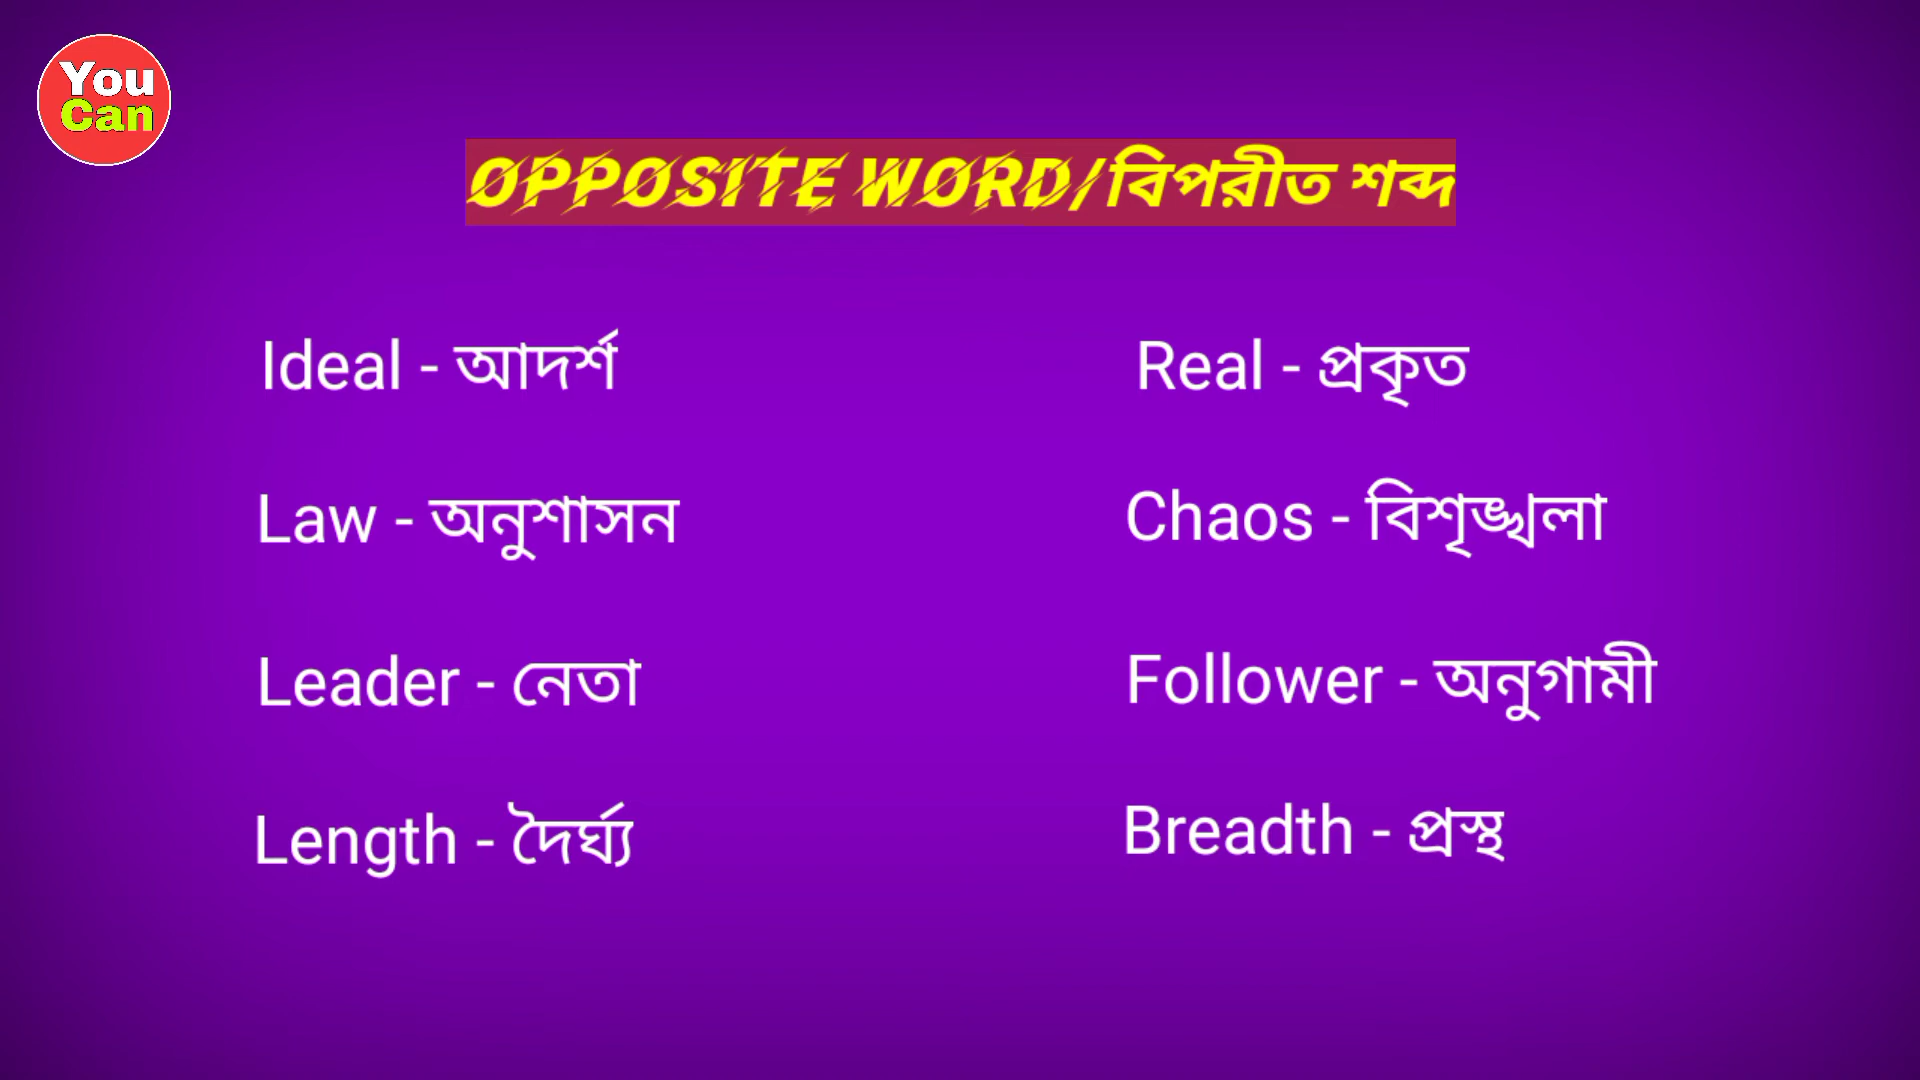 You
Can
OPPOSITE WORD/বিপরীত শব্দ
Ideal - আদর্শ
Real - প্রকৃত
Law - অনুশাসন
Chaos - বিশৃঙ্খলা
Leader - নেতা
Follower - অনুগামী
Length - দৈর্ঘ্য
Breadth - প্রস্থ